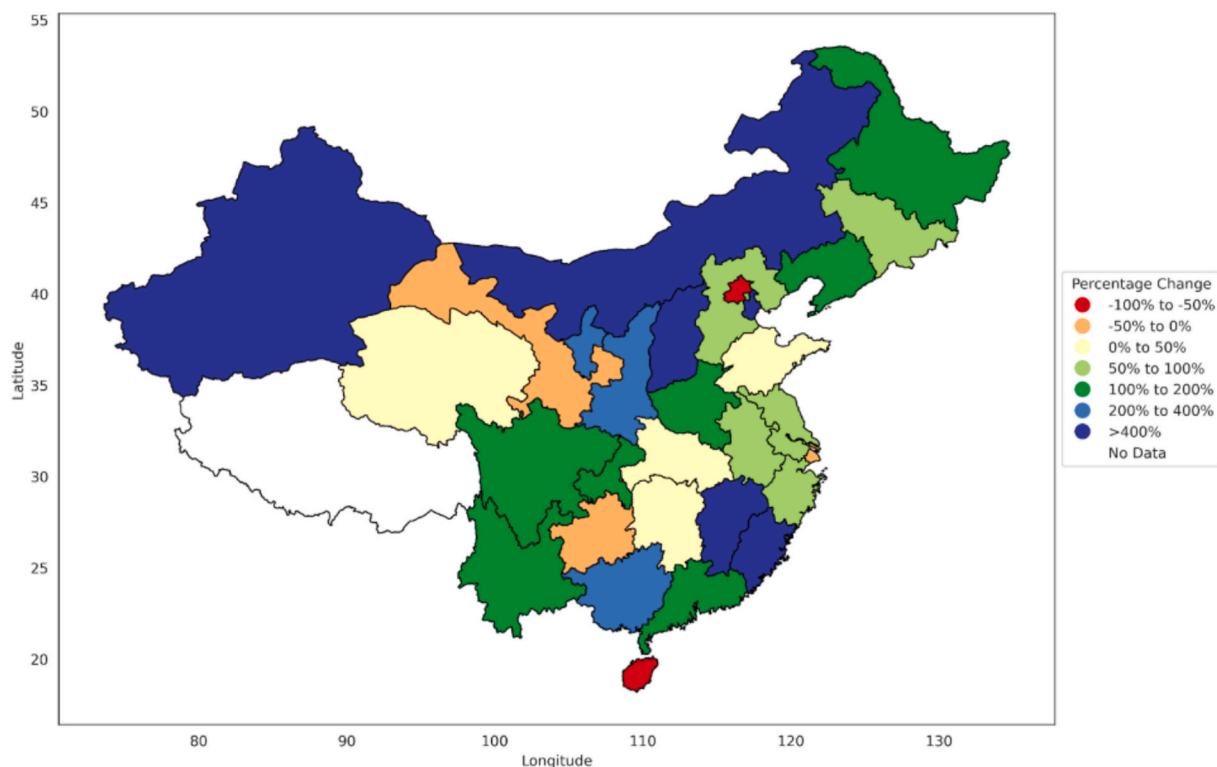 55
50
45
40
35
30
25
20
Latitude
80
90
100
110
120
130
Longitude
Percentage Change
-100% to -50%
-50% to 0%
0% to 50%
50% to 100%
100% to 200%
200% to 400%
>400%
No Data